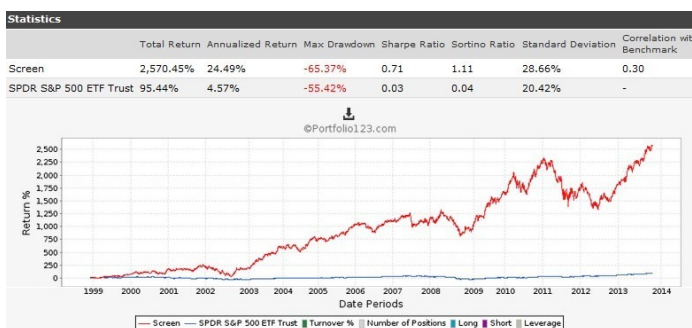 Statistics
Total Return Annualized Return Max Drawdown Sharpe Ratio Sortino Ratio Standard Deviation Correlation wit Benchmark
Screen 2,570.45% 24.49% -65.37% 0.71 1.11 28.66% 0.30
SPDR S&P 500 ETF Trust 95.44% 4.57% -55.42% 0.03 0.04 20.42% -
©Portfolio123.com
Return %
2,500
2,250
2,000
1,750
1,500
1,250
1,000
750
500
250
0
1999 2000 2001 2002 2003 2004 2005 2006 2007 2008 2009 2010 2011 2012 2013 2014
Date Periods
Screen SPDR S&P 500 ETF Trust Turnover % Number of Positions Long Short Leverage